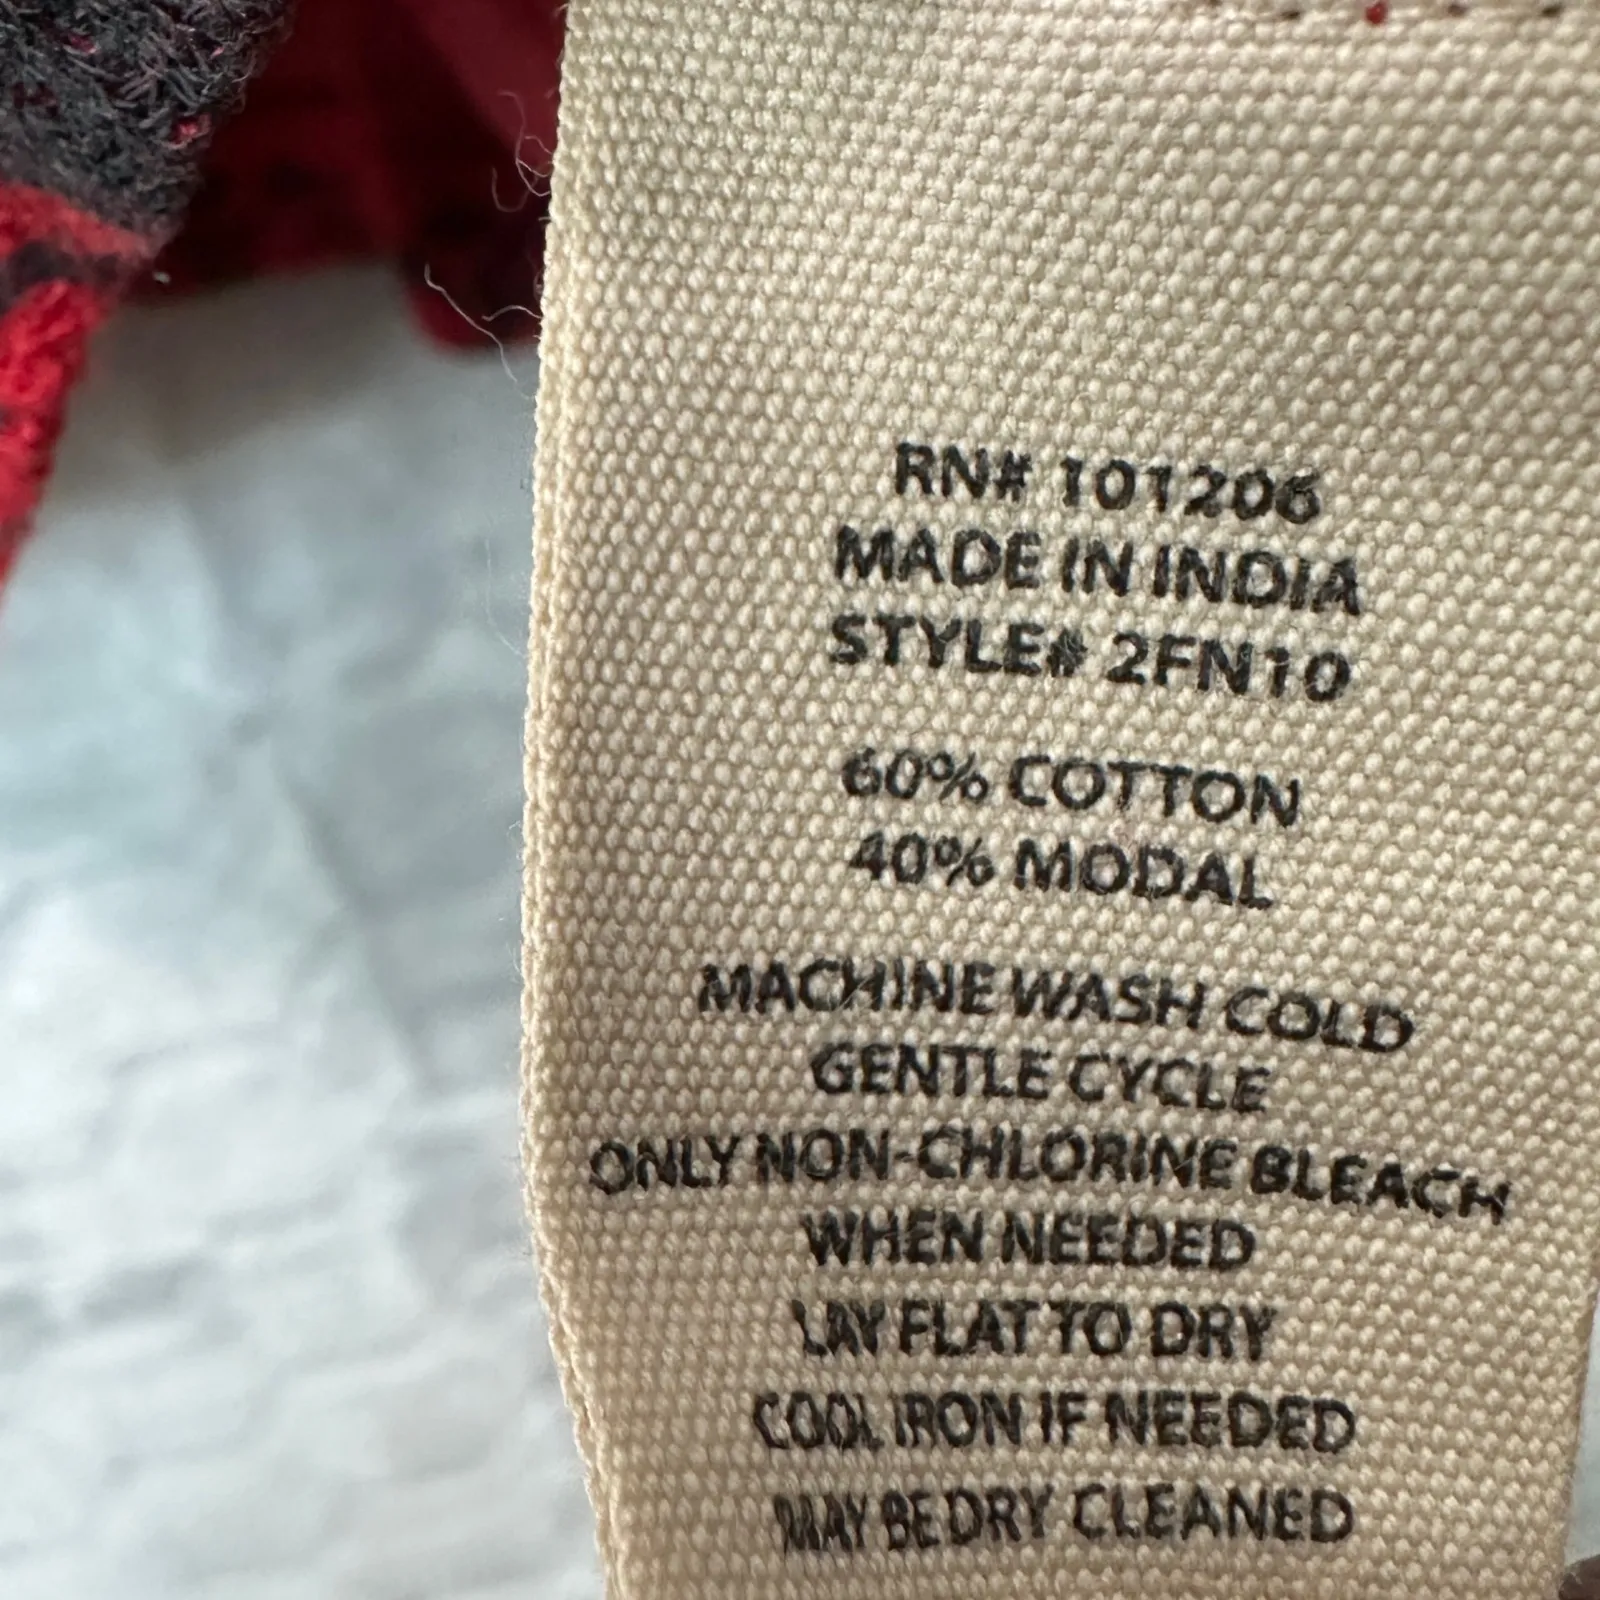 RN# 101206
MADE IN INDIA
STYLE# 2FN10
60% COTTON
40% MODAL
MACHINE WASH COLD
GENTLE CYCLE
ONLY NON-CHLORINE BLEACH
WHEN NEEDED
LAY FLAT TO DRY
COOL IRON IF NEEDED
MAY BE DRY CLEANED